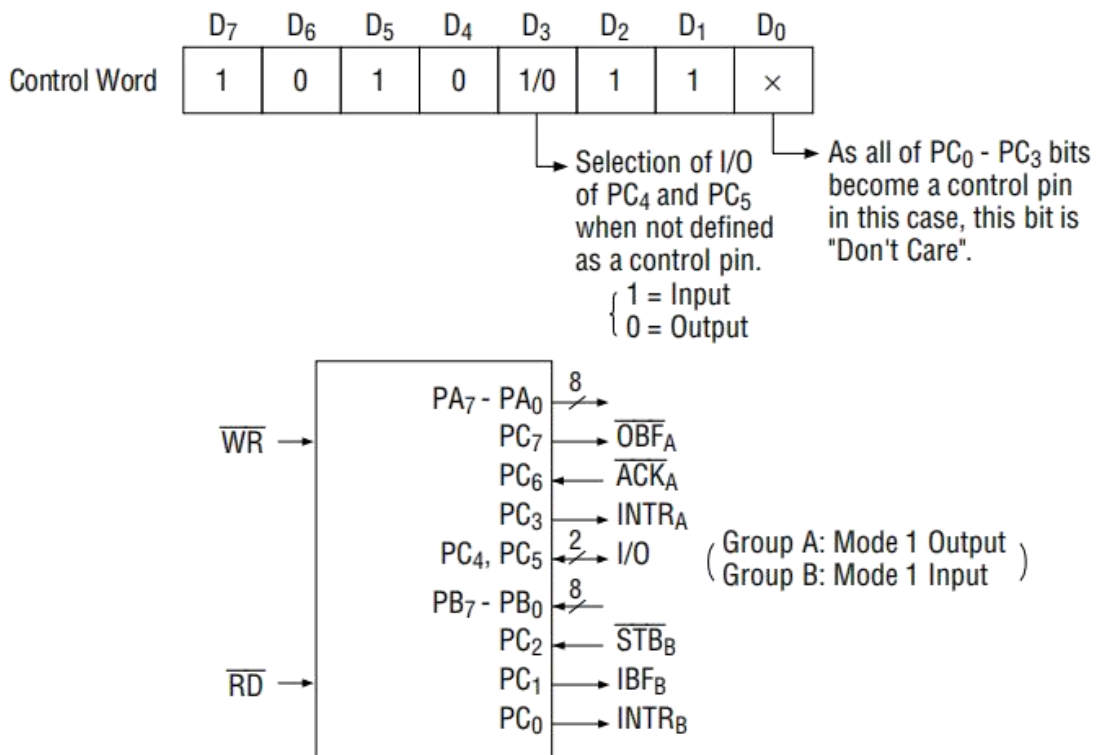 D7 D6 D5 D4 D3 D2 D1 D0
Control Word 1 0 1 0 1/0 1 1 ×
Selection of I/O
of PC4 and PC5
when not defined
as a control pin.
1 = Input
0 = Output
As all of PC0 - PC3 bits
become a control pin
in this case, this bit is
"Don't Care".
WR
RD
PA7 - PA0 8
PC7 OBFA
PC6 ACKA
PC3 INTRA
PC4, PC5 2 I/O
PB7 - PB0 8
PC2 STBB
PC1 IBFB
PC0 INTRB
(Group A: Mode 1 Output
Group B: Mode 1 Input)